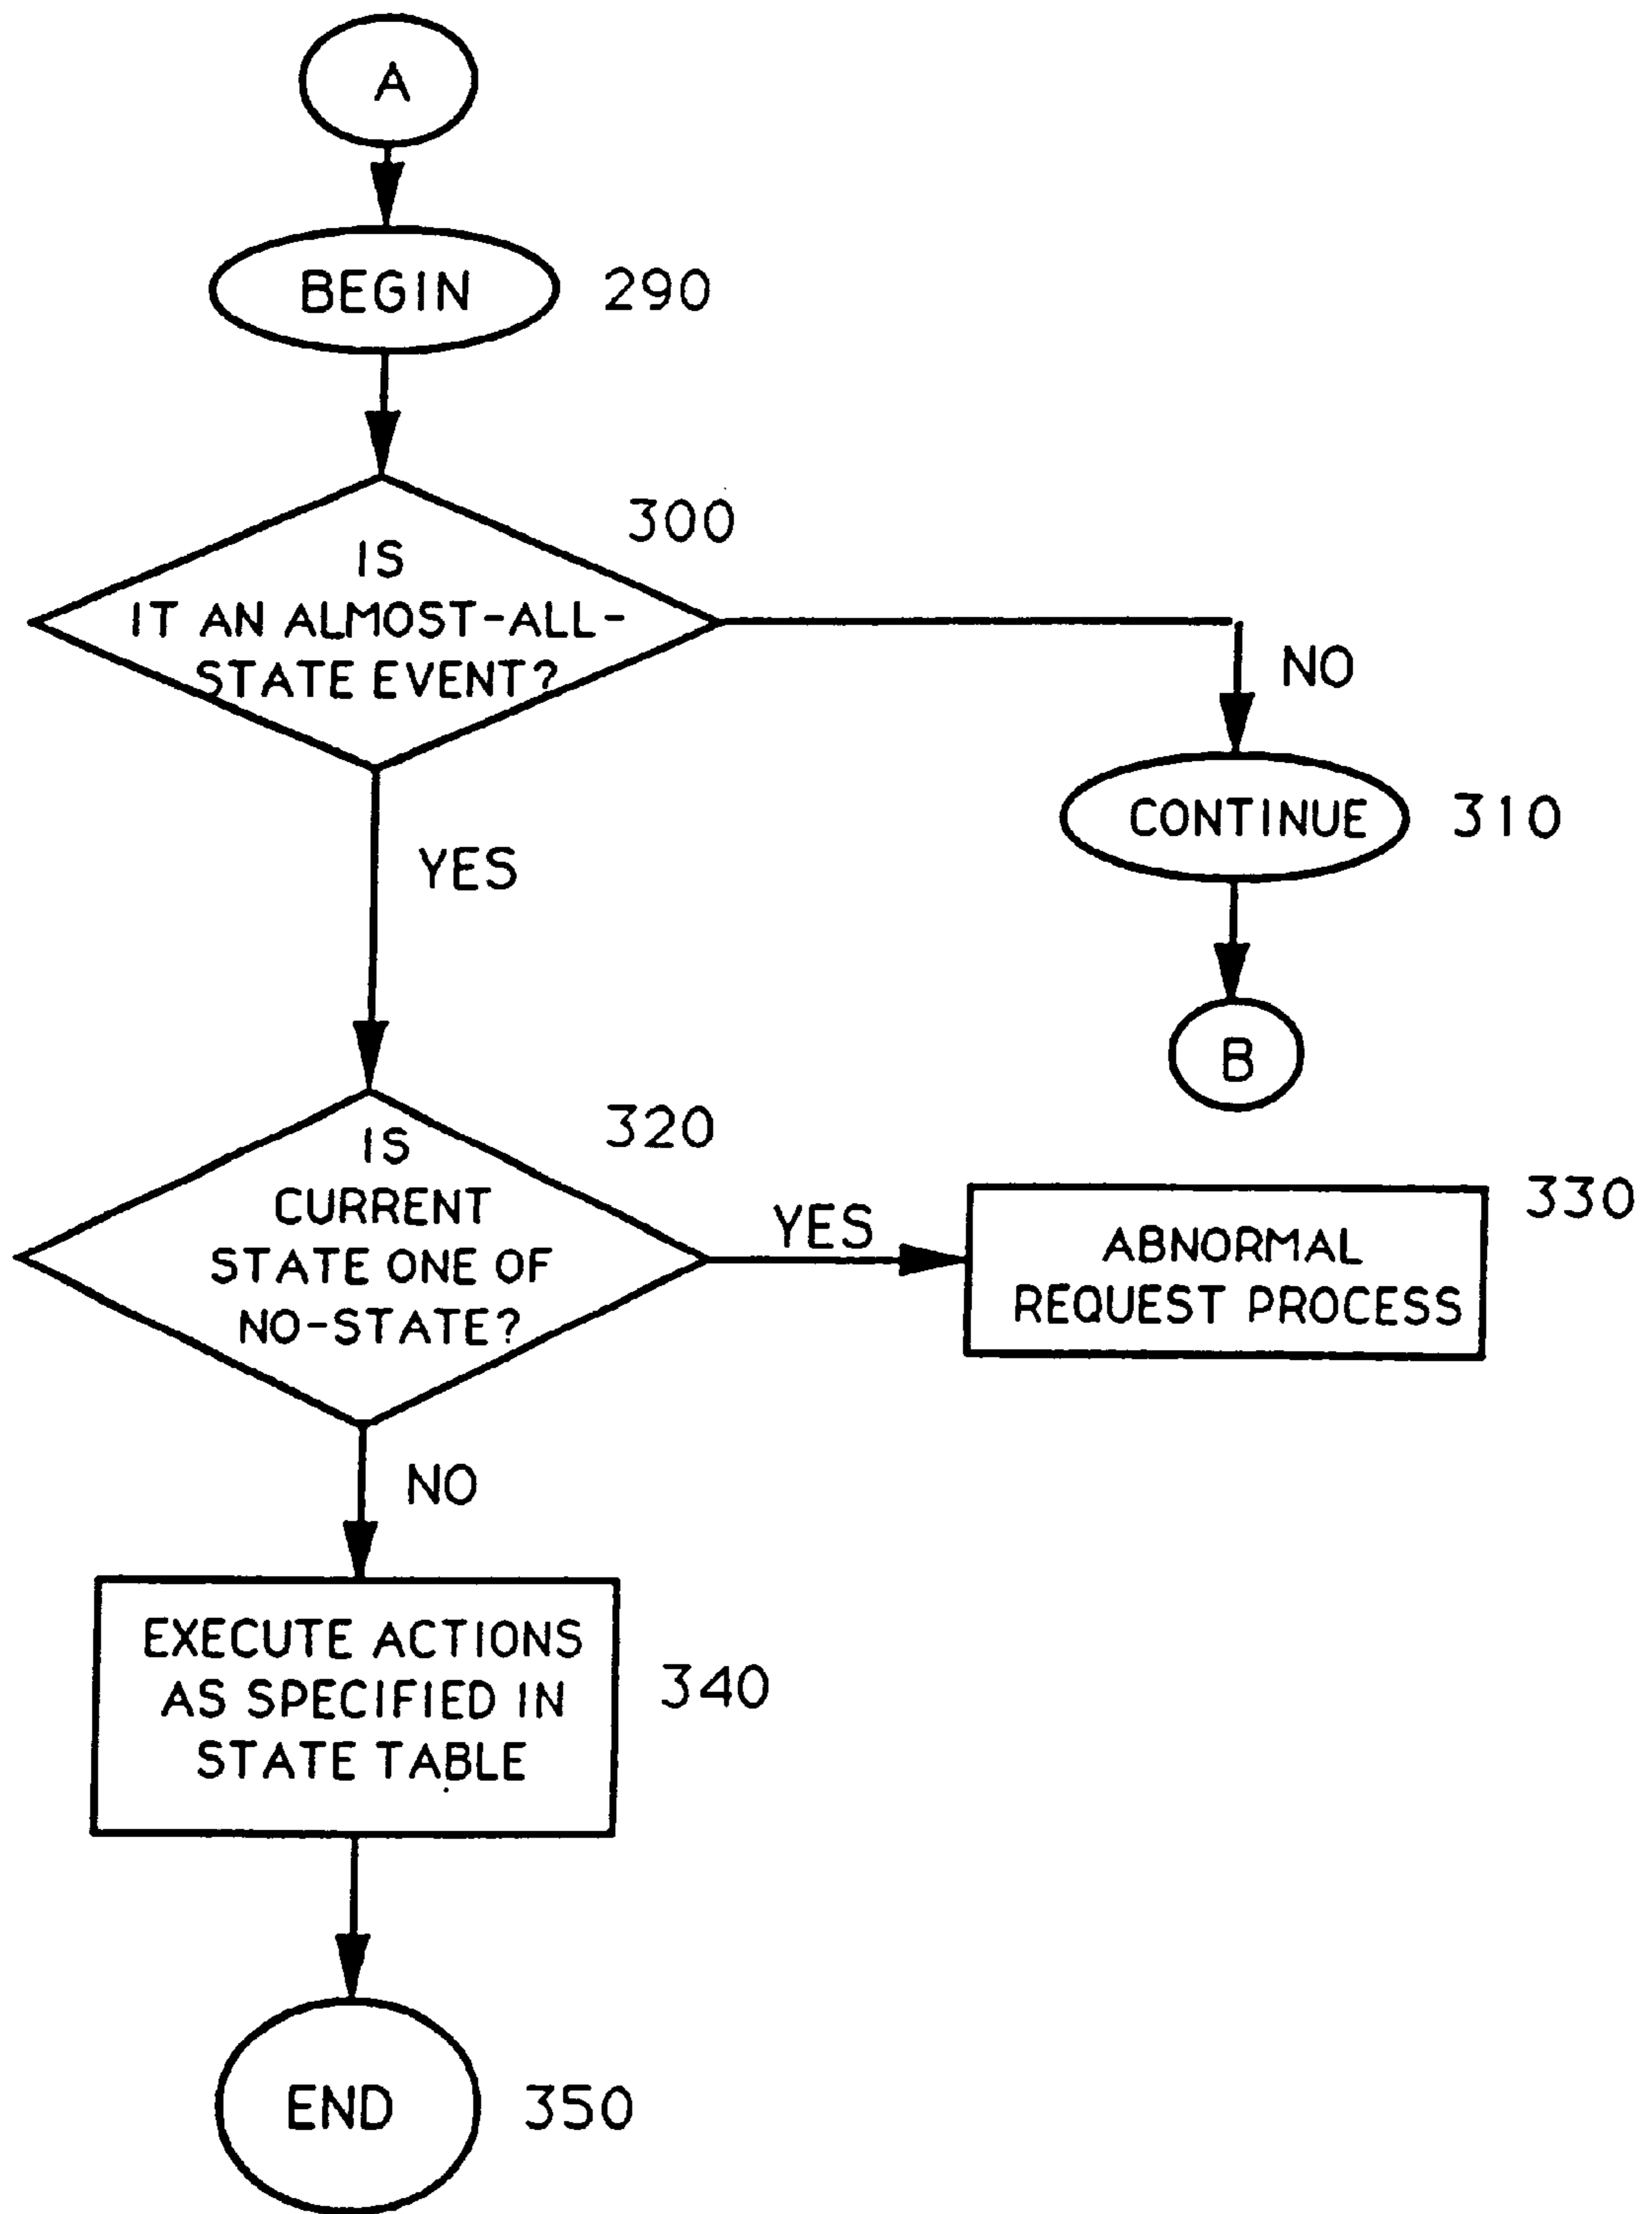 A
BEGIN 290
300
IS
IT AN ALMOST-ALL-
STATE EVENT?
NO
CONTINUE 310
YES
B
320
IS
CURRENT
STATE ONE OF
NO-STATE?
YES
330
ABNORMAL
REQUEST PROCESS
NO
EXECUTE ACTIONS
AS SPECIFIED IN
STATE TABLE
340
END 350